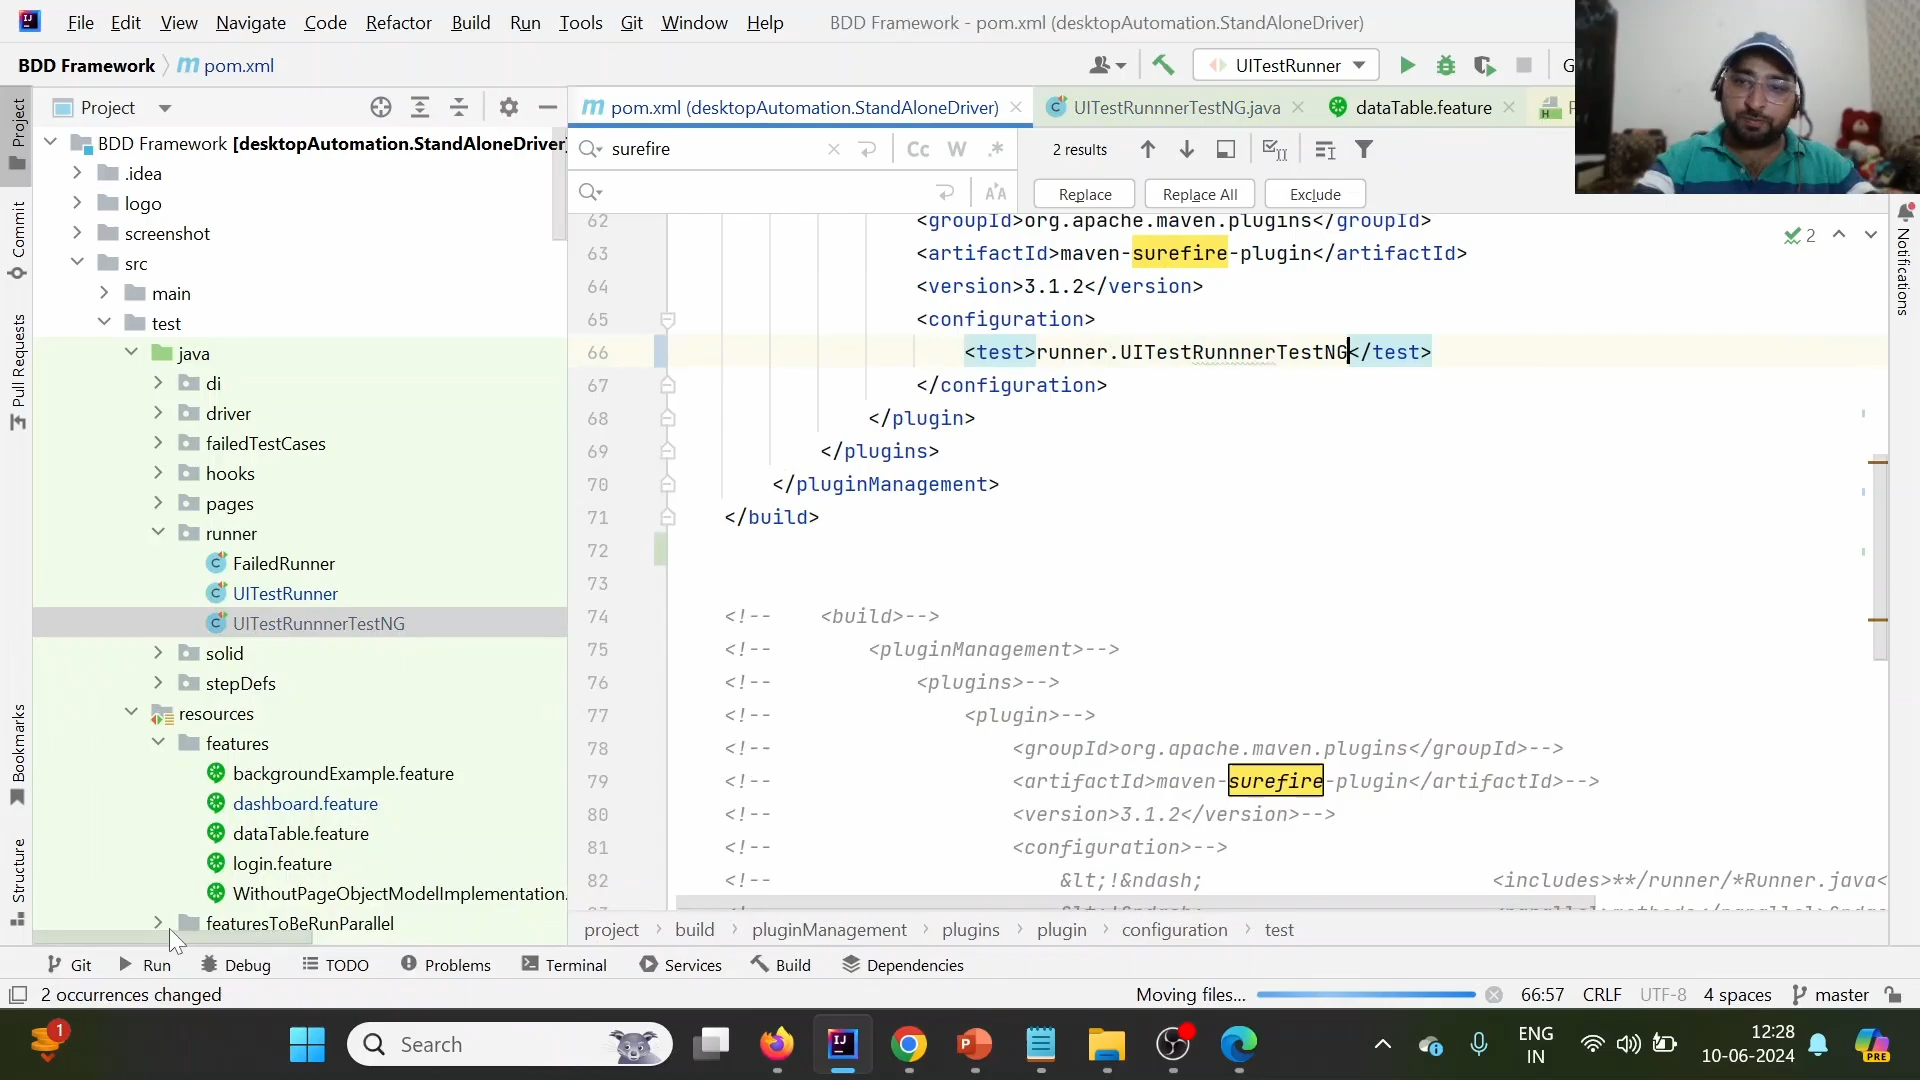 File Edit View Navigate Code Refactor Build Run Tools Git Window Help BDD Framework - pom.xml (desktopAutomation.StandAloneDriver)
BDD Framework pom.xml UITestRunner
Project pom.xml (desktopAutomation.StandAloneDriver) UITestRunnnerTestNG.java dataTable.feature
surefire Cc W .* 2 results
Replace Replace All Exclude
Project
Commit
Pull Requests
Bookmarks
Structure
Notifications
BDD Framework [desktopAutomation.StandAloneDriver
.idea
logo
screenshot
src
main
test
java
di
driver
failedTestCases
hooks
pages
runner
FailedRunner
UITestRunner
UITestRunnnerTestNG
solid
stepDefs
resources
features
backgroundExample.feature
dashboard.feature
dataTable.feature
login.feature
WithoutPageObjectModelImplementation.
featuresToBeRunParallel
2
62 <groupId>org.apache.maven.plugins</groupId>
63 <artifactId>maven-surefire-plugin</artifactId>
64 <version>3.1.2</version>
65 <configuration>
66 <test>runner.UITestRunnnerTestNG</test>
67 </configuration>
68 </plugin>
69 </plugins>
70 </pluginManagement>
71 </build>
72
73
74 <!-- <build>-->
75 <!-- <pluginManagement>-->
76 <!-- <plugins>-->
77 <!-- <plugin>-->
78 <!-- <groupId>org.apache.maven.plugins</groupId>-->
79 <!-- <artifactId>maven-surefire-plugin</artifactId>-->
80 <!-- <version>3.1.2</version>-->
81 <!-- <configuration>-->
82 <!-- &lt;!&ndash; <includes>**/runner/*Runner.java<
project build pluginManagement plugins plugin configuration test
Git Run Debug TODO Problems Terminal Services Build Dependencies
2 occurrences changed Moving files... 66:57 CRLF UTF-8 4 spaces master
1 Search ENG IN 12:28 10-06-2024 PRE